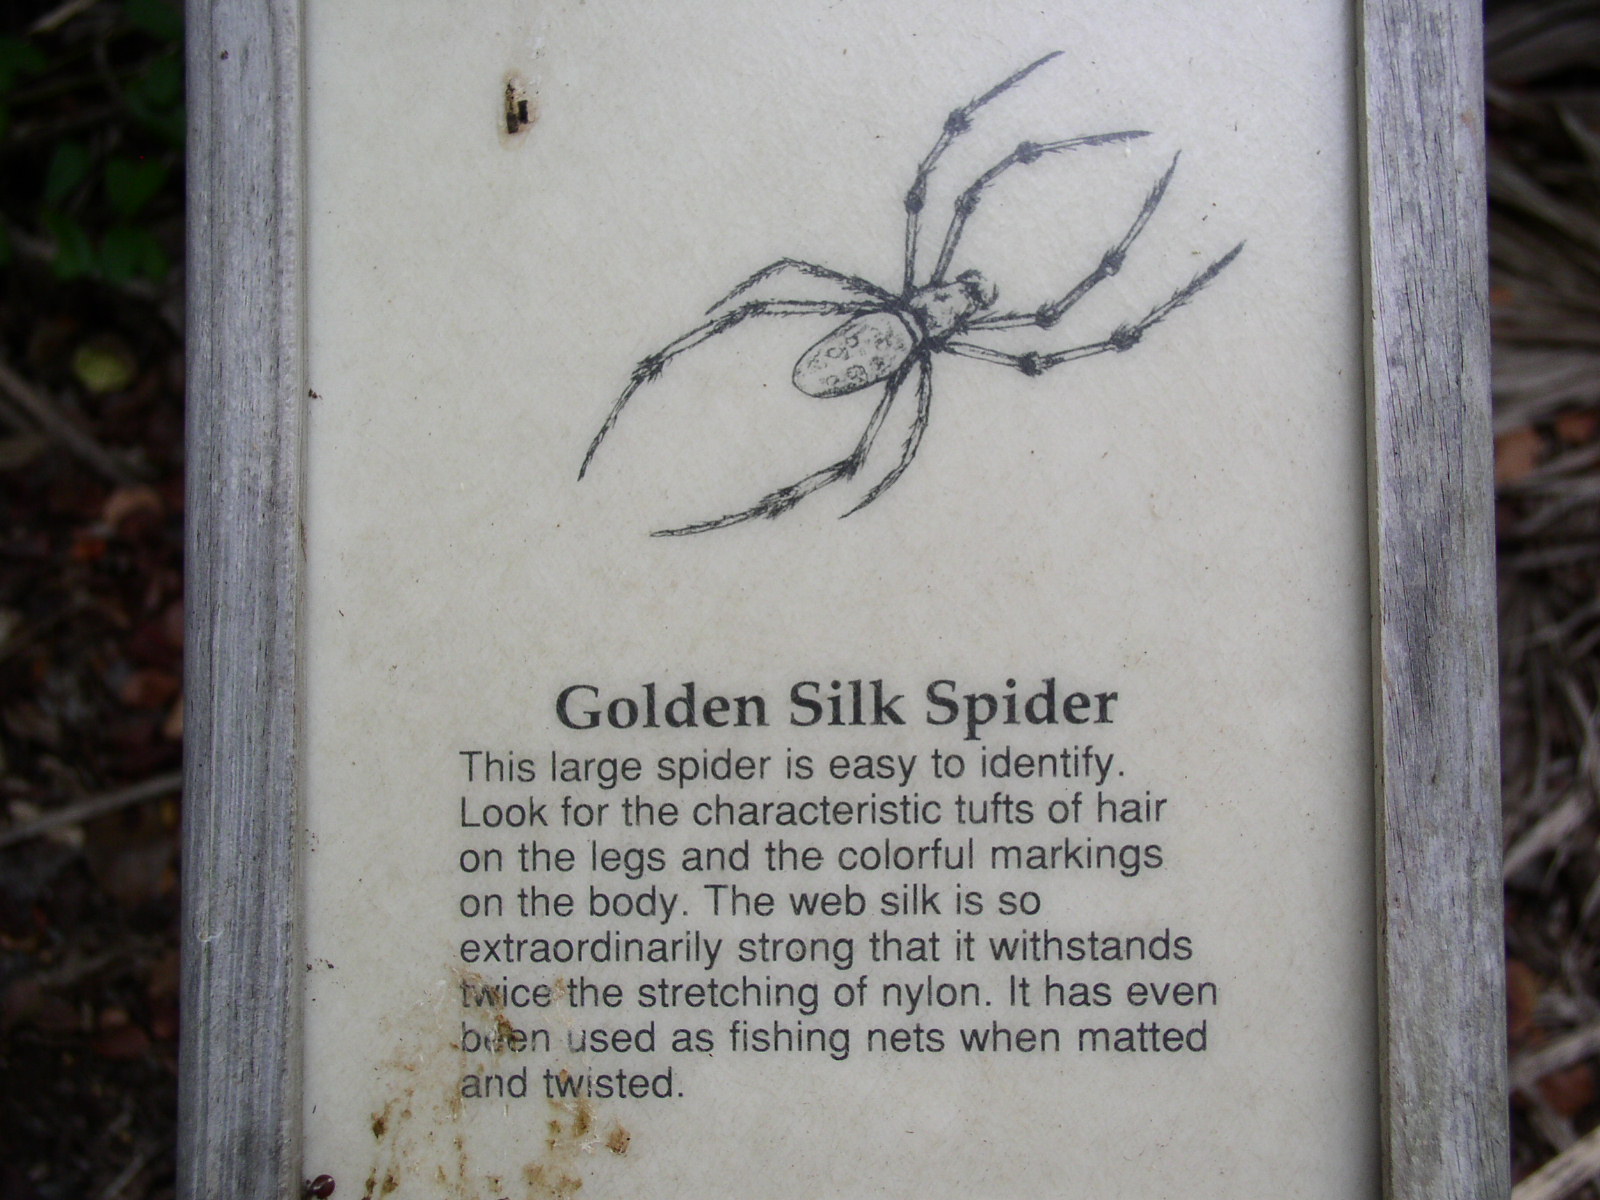 Golden Silk Spider
This large spider is easy to identify.
Look for the characteristic tufts of hair
on the legs and the colorful markings
on the body. The web silk is so
extraordinarily strong that it withstands
twice the stretching of nylon. It has even
been used as fishing nets when matted
and twisted.